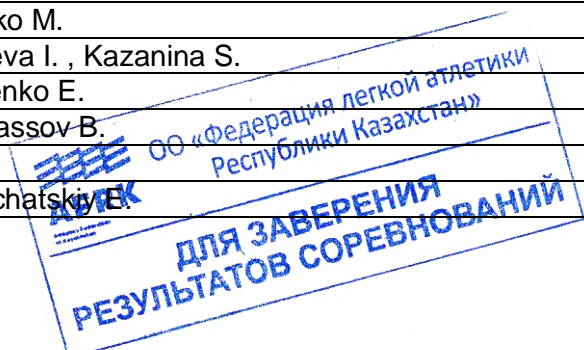 ko M.
eva I. , Kazanina S.
enko E.
assov B.
chatskiy E.
ОО «Федерация легкой атлетики
Республики Казахстан»
ДЛЯ ЗАВЕРЕНИЯ
РЕЗУЛЬТАТОВ СОРЕВНОВАНИЙ